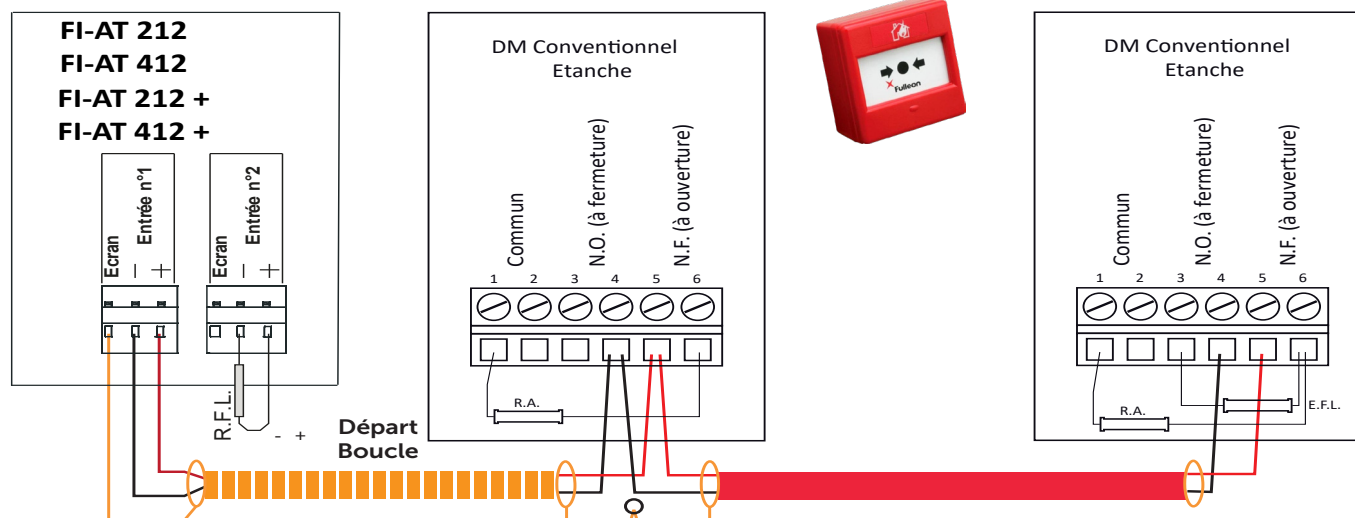 FI-AT 212
FI-AT 412
FI-AT 212 +
FI-AT 412 +
Ecran
–
Entrée n°1
+
Ecran
–
Entrée n°2
+
R.F.L.
- +
Départ
Boucle
DM Conventionnel
Etanche
Commun
N.O. (à fermeture)
N.F. (à ouverture)
1 2 3 4 5 6
R.A.
Fulleon
DM Conventionnel
Etanche
Commun
N.O. (à fermeture)
N.F. (à ouverture)
1 2 3 4 5 6
R.A.
E.F.L.